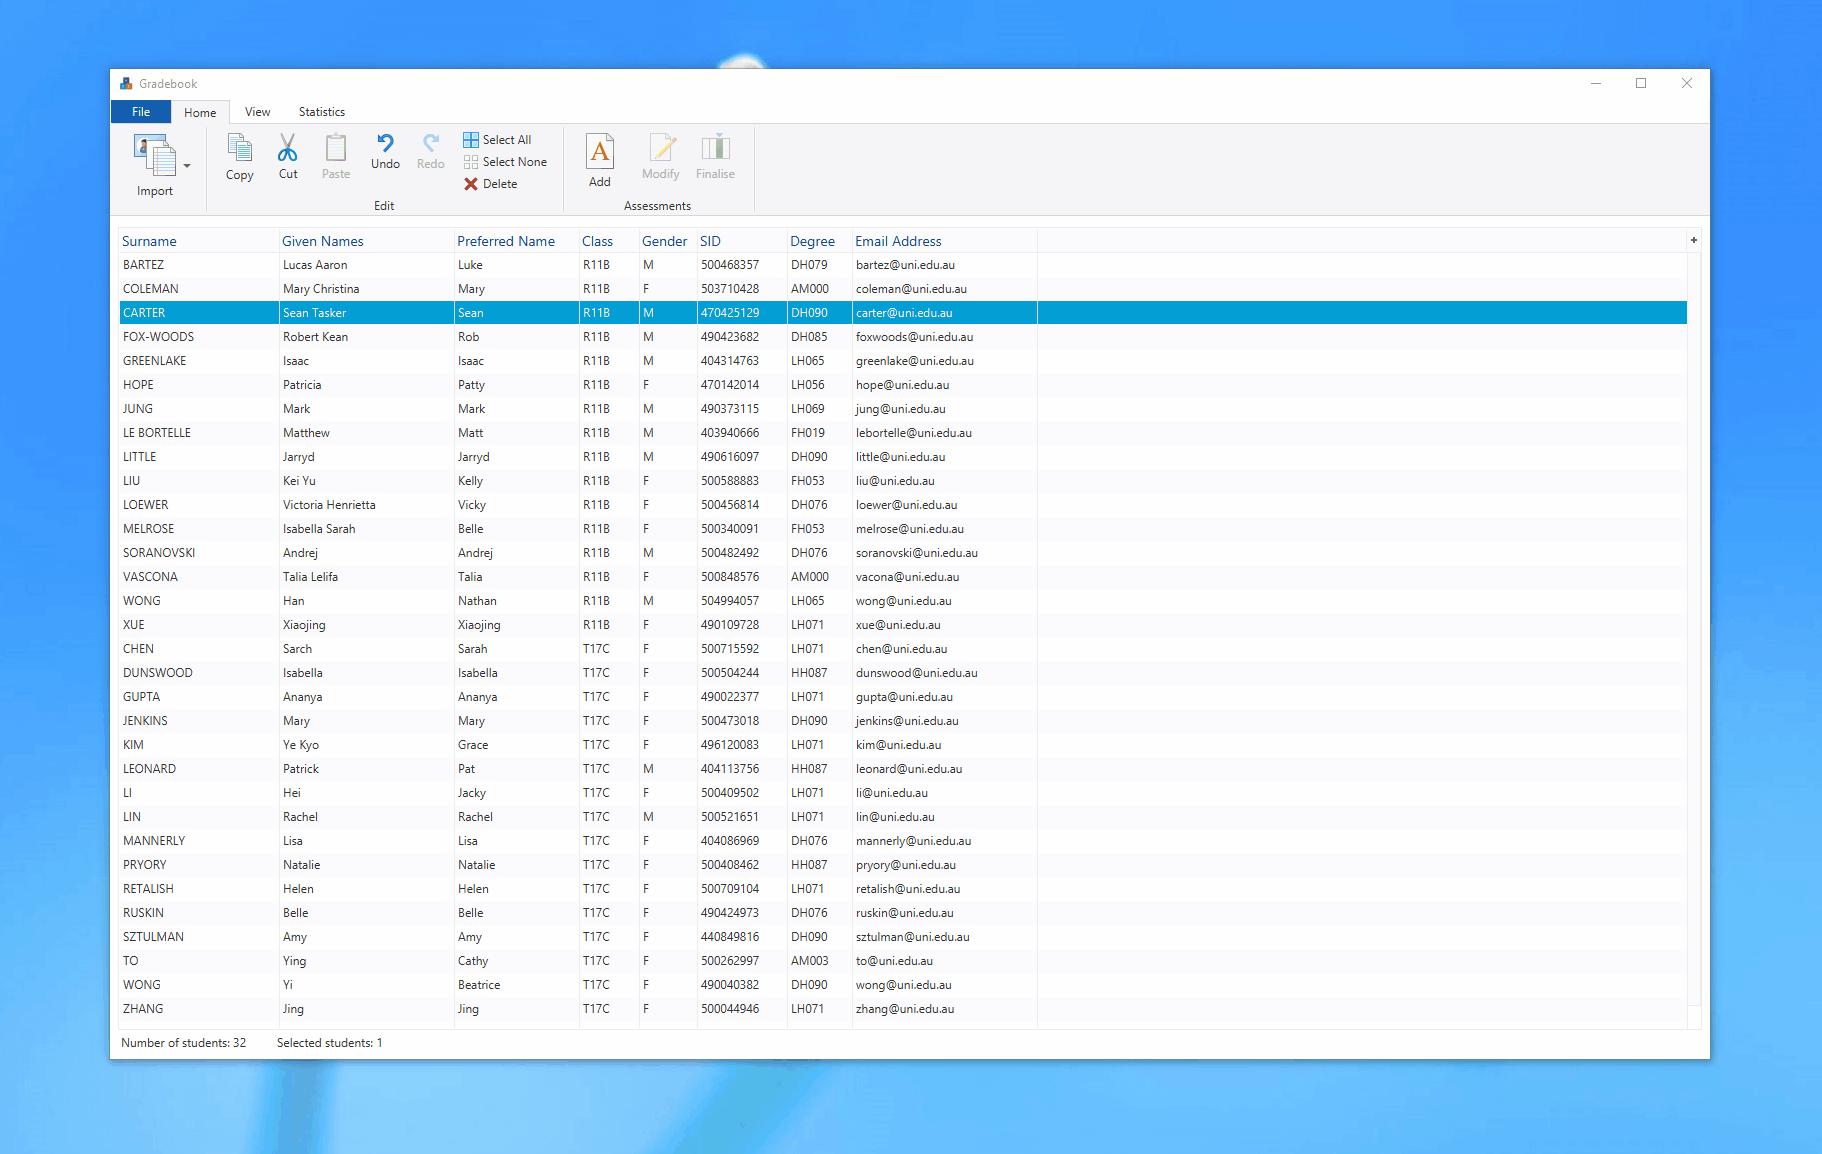 Gradebook
File Home View Statistics
Import
Copy Cut Paste Undo Redo
Select All
Select None
Delete
Edit
A
Add Modify Finalise
Assessments
Surname Given Names Preferred Name Class Gender SID Degree Email Address +
BARTEZ Lucas Aaron Luke R11B M 500468357 DH079 bartez@uni.edu.au
COLEMAN Mary Christina Mary R11B F 503710428 AM000 coleman@uni.edu.au
CARTER Sean Tasker Sean R11B M 470425129 DH090 carter@uni.edu.au
FOX-WOODS Robert Kean Rob R11B M 490423682 DH085 foxwoods@uni.edu.au
GREENLAKE Isaac Isaac R11B M 404314763 LH065 greenlake@uni.edu.au
HOPE Patricia Patty R11B F 470142014 LH056 hope@uni.edu.au
JUNG Mark Mark R11B M 490373115 LH069 jung@uni.edu.au
LE BORTELLE Matthew Matt R11B M 403940666 FH019 lebortelle@uni.edu.au
LITTLE Jarryd Jarryd R11B M 490616097 DH090 little@uni.edu.au
LIU Kei Yu Kelly R11B F 500588883 DH053 liu@uni.edu.au
LOEWER Victoria Henrietta Vicky R11B F 500456814 DH076 loewer@uni.edu.au
MELROSE Isabella Sarah Belle R11B F 500340091 FH053 melrose@uni.edu.au
SORANOVSKI Andrej Andrej R11B M 500482492 DH076 soranovski@uni.edu.au
VASCONA Talia Lelifa Talia R11B F 500848576 AM000 vacona@uni.edu.au
WONG Han Nathan R11B M 504994057 LH065 wong@uni.edu.au
XUE Xiaojing Xiaojing R11B F 490109728 LH071 xue@uni.edu.au
CHEN Sarch Sarah T17C F 500715592 LH071 chen@uni.edu.au
DUNSWOOD Isabella Isabella T17C F 500504244 HH087 dunswood@uni.edu.au
GUPTA Ananya Ananya T17C F 490022377 LH071 gupta@uni.edu.au
JENKINS Mary Mary T17C F 500473018 DH090 jenkins@uni.edu.au
KIM Ye Kyo Grace T17C F 496120083 LH071 kim@uni.edu.au
LEONARD Patrick Pat T17C M 404113756 HH087 leonard@uni.edu.au
LI Hei Jacky T17C F 500409502 LH071 li@uni.edu.au
LIN Rachel Rachel T17C M 500521651 LH071 lin@uni.edu.au
MANNERLY Lisa Lisa T17C F 404086969 DH076 mannerly@uni.edu.au
PRYORY Natalie Natalie T17C F 500408462 HH087 pryory@uni.edu.au
RETALISH Helen Helen T17C F 500709104 LH071 retalish@uni.edu.au
RUSKIN Belle Belle T17C F 490424973 DH076 ruskin@uni.edu.au
SZTULMAN Amy Amy T17C F 440849816 DH090 sztulman@uni.edu.au
TO Ying Cathy T17C F 500262997 AM003 to@uni.edu.au
WONG Yi Beatrice T17C F 490040382 DH090 wong@uni.edu.au
ZHANG Jing Jing T17C F 500044946 LH071 zhang@uni.edu.au
Number of students: 32 Selected students: 1